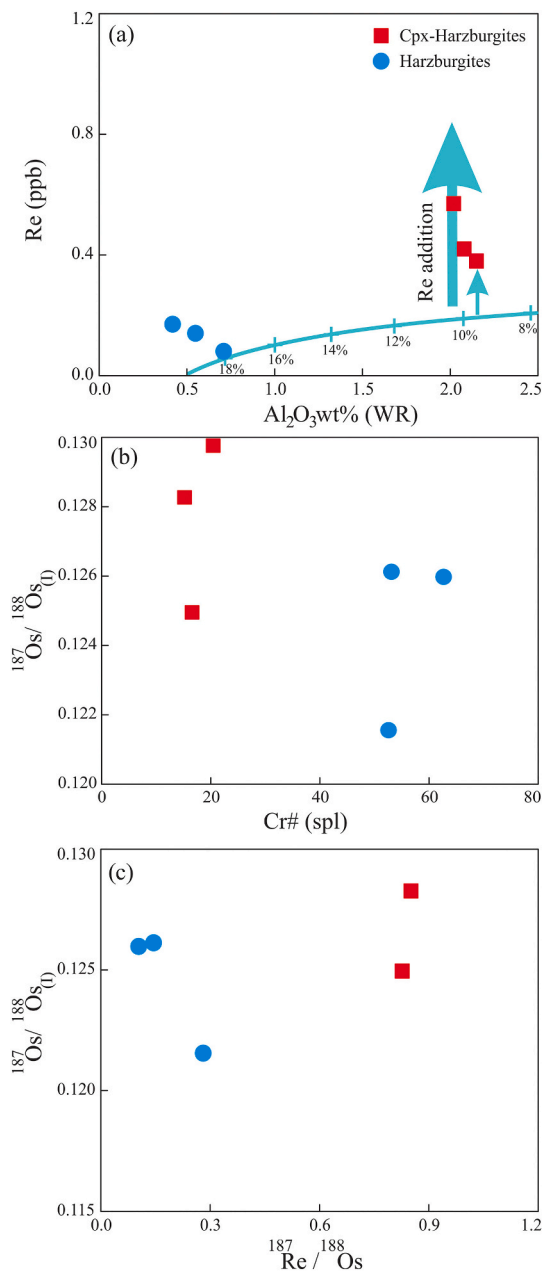 (a)
Cpx-Harzburgites
Harzburgites
1.2
0.8
0.4
0.0
Re (ppb)
Re addition
18%
16%
14%
12%
10%
8%
0.5
1.0
1.5
2.0
2.5
Al₂O₃wt% (WR)
(b)
0.130
0.128
0.126
0.124
0.122
0.120
¹⁸⁷Os/ ¹⁸⁸Os₍I₎
0
20
40
60
80
Cr# (spl)
(c)
0.130
0.125
0.120
0.115
¹⁸⁷Os/ ¹⁸⁸Os₍I₎
0.0
0.3
0.6
0.9
1.2
¹⁸⁷Re / ¹⁸⁸Os